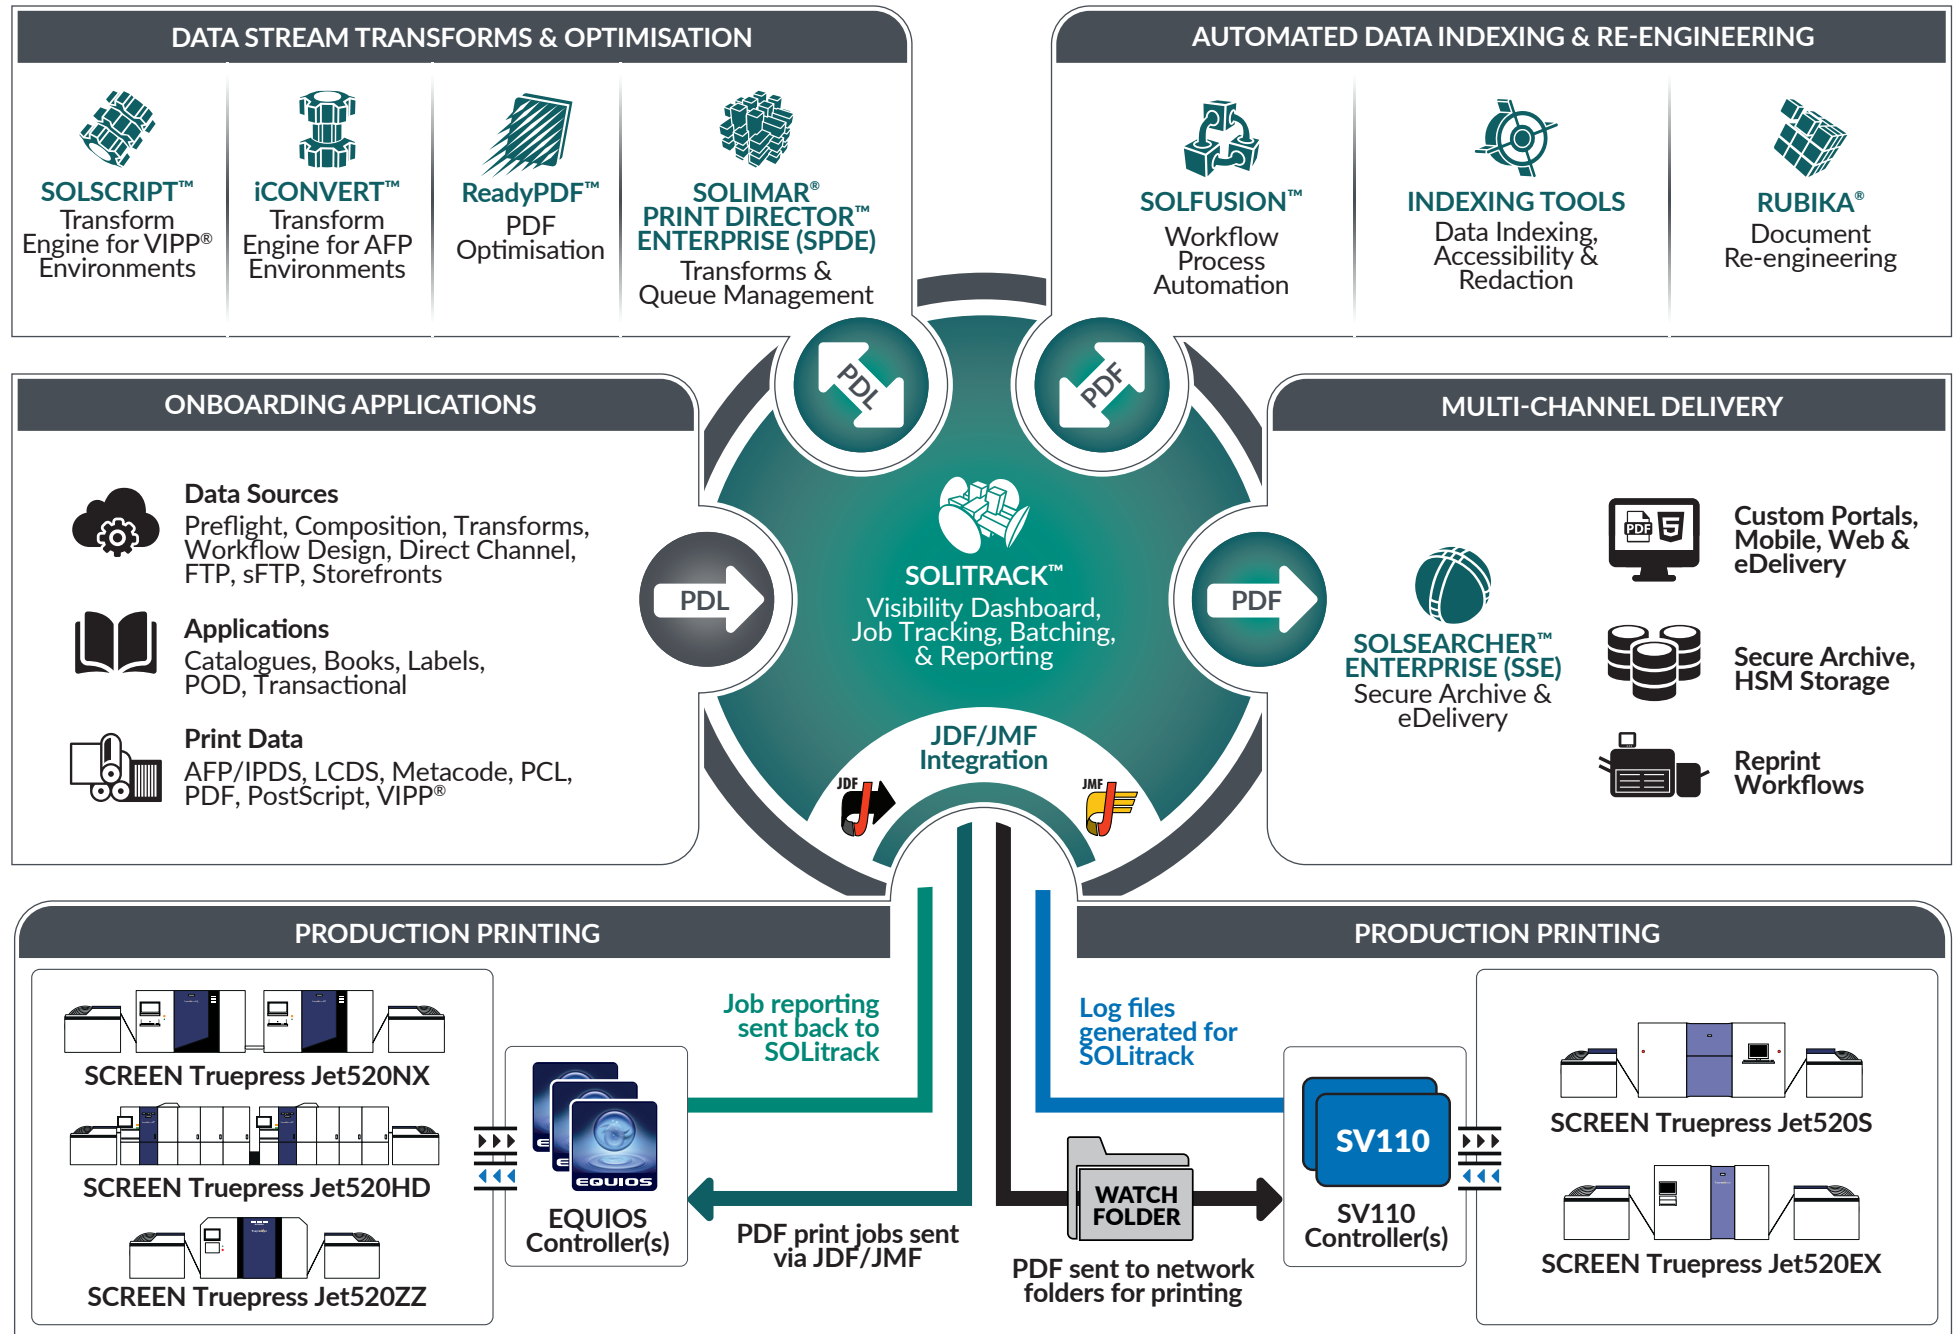 DATA STREAM TRANSFORMS & OPTIMISATION
SOLSCRIPT™
Transform
Engine for VIPP®
Environments
iCONVERT™
Transform
Engine for AFP
Environments
ReadyPDF™
PDF
Optimisation
SOLIMAR®
PRINT DIRECTOR™
ENTERPRISE (SPDE)
Transforms &
Queue Management
AUTOMATED DATA INDEXING & RE-ENGINEERING
SOLFUSION™
Workflow
Process
Automation
INDEXING TOOLS
Data Indexing,
Accessibility &
Redaction
RUBIKA®
Document
Re-engineering
PDL
PDF
ONBOARDING APPLICATIONS
Data Sources
Preflight, Composition, Transforms,
Workflow Design, Direct Channel,
FTP, sFTP, Storefronts
Applications
Catalogues, Books, Labels,
POD, Transactional
Print Data
AFP/IPDS, LCDS, Metacode, PCL,
PDF, PostScript, VIPP®
PDL
SOLITRACK™
Visibility Dashboard,
Job Tracking, Batching,
& Reporting
JDF/JMF
Integration
JDF
JMF
PDF
MULTI-CHANNEL DELIVERY
SOLSEARCHER™
ENTERPRISE (SSE)
Secure Archive &
eDelivery
PDF
5
Custom Portals,
Mobile, Web &
eDelivery
Secure Archive,
HSM Storage
Reprint
Workflows
PRODUCTION PRINTING
SCREEN Truepress Jet520NX
SCREEN Truepress Jet520HD
SCREEN Truepress Jet520ZZ
E
E
EQUIOS
EQUIOS
Controller(s)
Job reporting
sent back to
SOLitrack
PDF print jobs sent
via JDF/JMF
PRODUCTION PRINTING
Log files
generated for
SOLitrack
WATCH
FOLDER
PDF sent to network
folders for printing
SV110
SV110
Controller(s)
SCREEN Truepress Jet520S
SCREEN Truepress Jet520EX